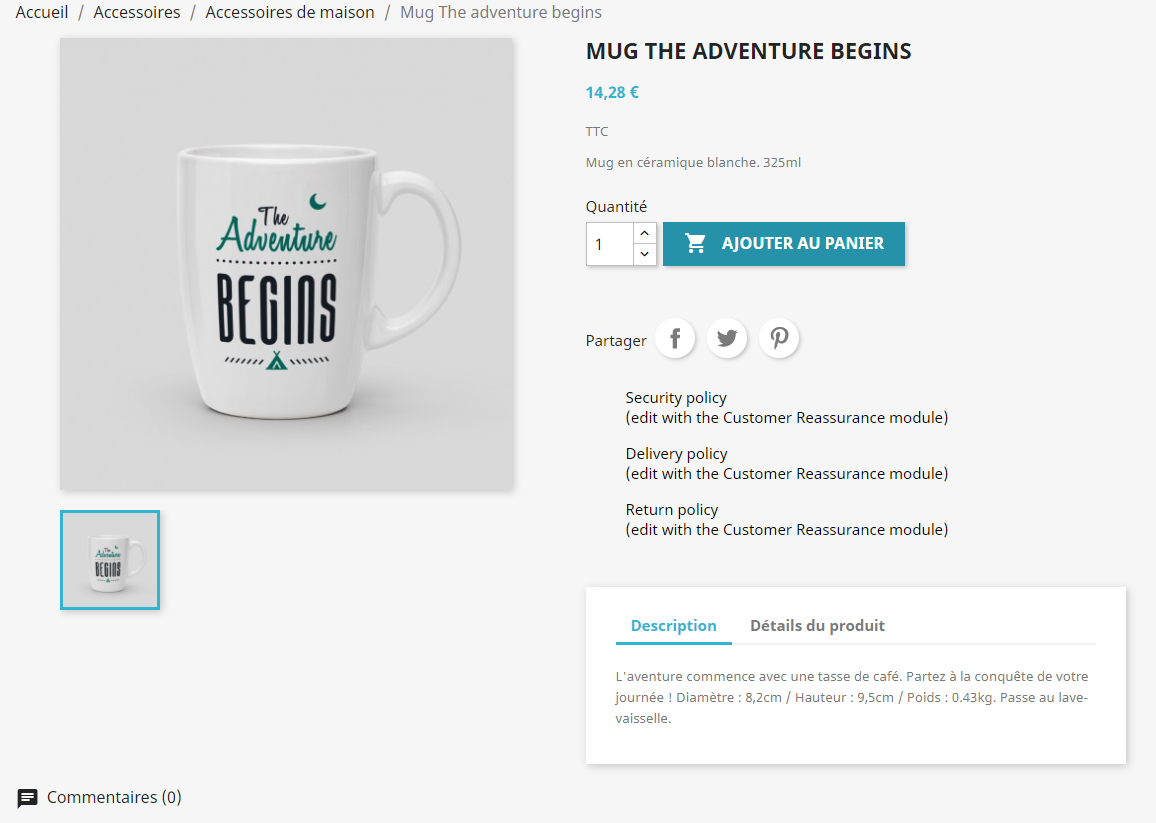 Accueil / Accessoires / Accessoires de maison / Mug The adventure begins
The
Adventure
BEGINS
The
Adventure
BEGINS
MUG THE ADVENTURE BEGINS
14,28 €
TTC
Mug en céramique blanche. 325ml
Quantité
1
AJOUTER AU PANIER
Partager
Security policy
(edit with the Customer Reassurance module)
Delivery policy
(edit with the Customer Reassurance module)
Return policy
(edit with the Customer Reassurance module)
Description Détails du produit
L'aventure commence avec une tasse de café. Partez à la conquête de votre
journée ! Diamètre : 8,2cm / Hauteur : 9,5cm / Poids : 0.43kg. Passe au lave-
vaisselle.
Commentaires (0)